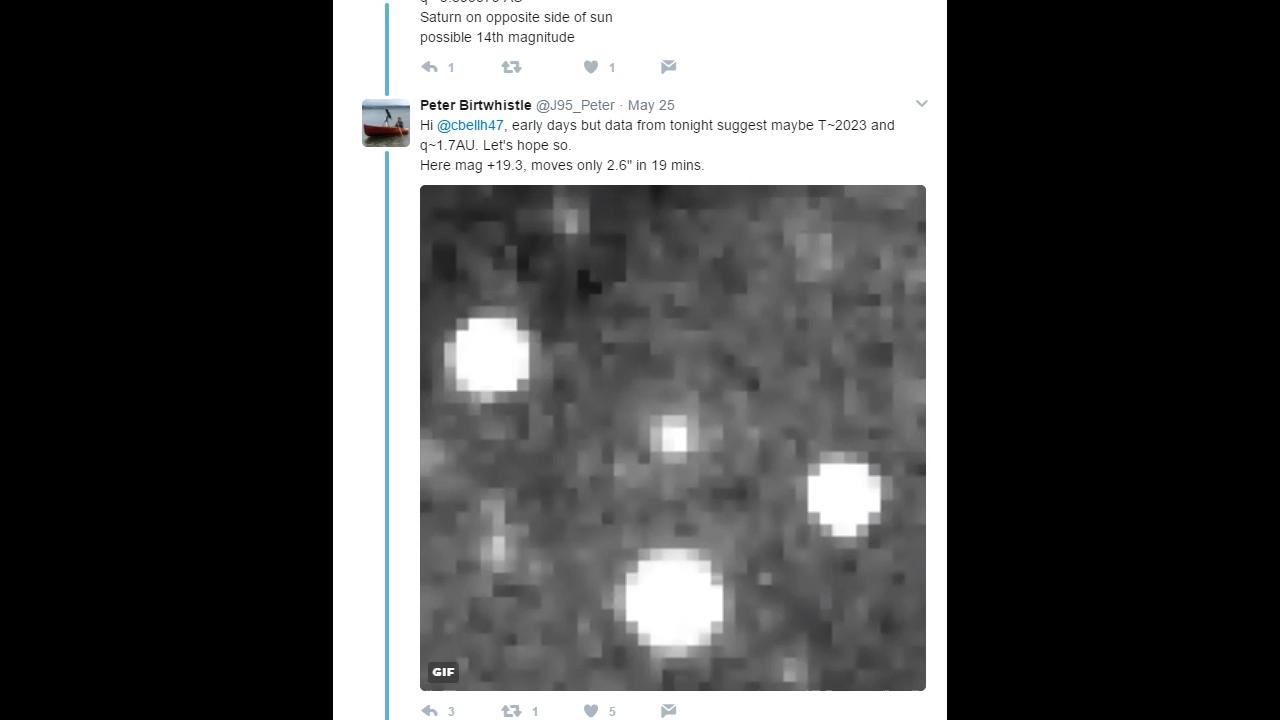 Saturn on opposite side of sun
possible 14th magnitude
1 1
Peter Birtwhistle @J95_Peter · May 25
Hi @cbellh47, early days but data from tonight suggest maybe T~2023 and
q~1.7AU. Let's hope so.
Here mag +19.3, moves only 2.6" in 19 mins.
GIF
3 1 5